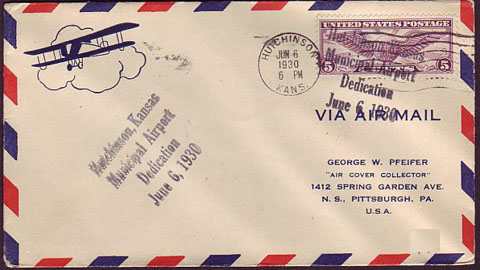 UNITED STATES POSTAGE
5 5
HUTCHINSON
JUN 6
1930
6 PM
KANS.
Hutchinson, Kansas
Municipal Airport
Dedication
June 6, 1930
Hutchinson, Kansas
Municipal Airport
Dedication
June 6, 1930
VIA AIR MAIL
GEORGE W. PFEIFER
"AIR COVER COLLECTOR"
1412 SPRING GARDEN AVE.
N. S., PITTSBURGH, PA.
U.S.A.